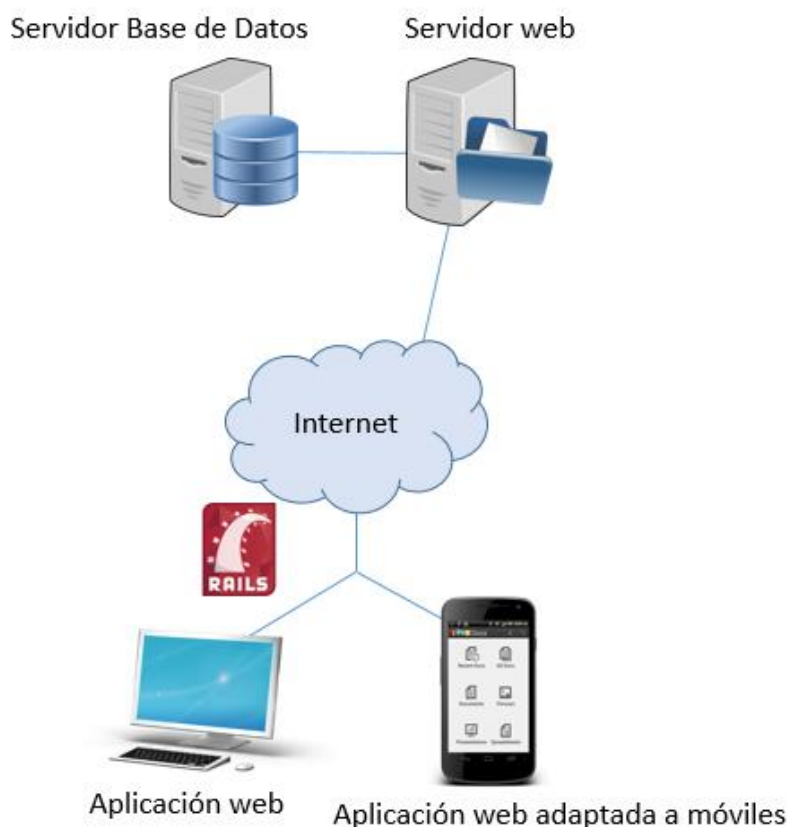 Servidor Base de Datos
Servidor web
Internet
RAILS
Aplicación web
Aplicación web adaptada a móviles